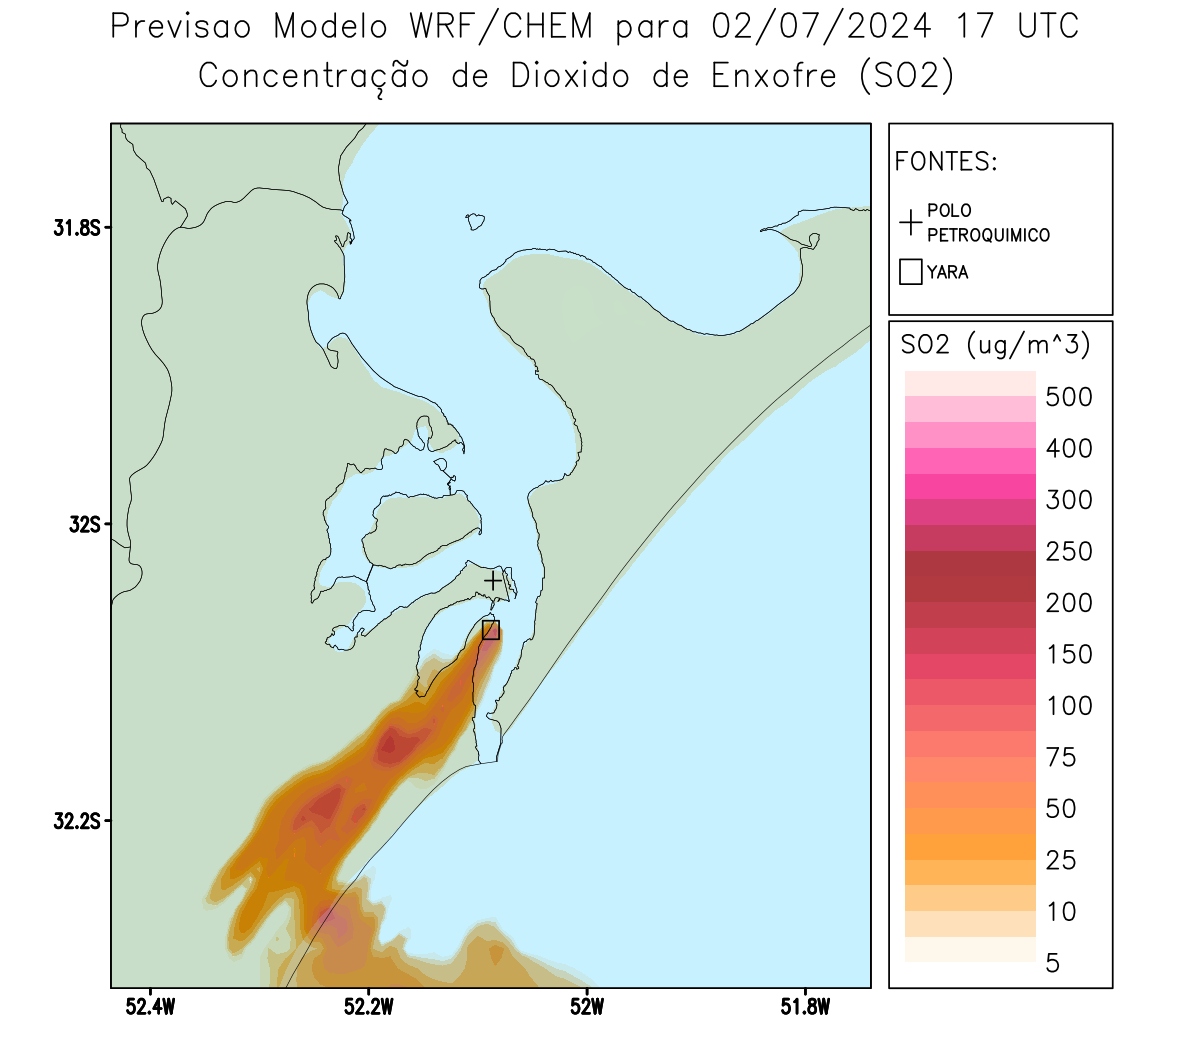 Previsao Modelo WRF/CHEM para 02/07/2024 17 UTC
Concentração de Dioxido de Enxofre (SO2)
FONTES:
POLO
PETROQUIMICO
YARA
SO2 (ug/m^3)
500
400
300
250
200
150
100
75
50
25
10
5
31.8S
32S
32.2S
52.4W
52.2W
52W
51.8W